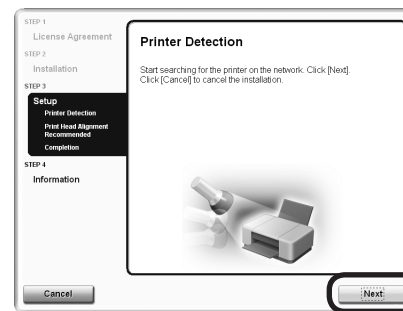 STEP 1
License Agreement
STEP 2
Installation
STEP 3
Setup
Printer Detection
Print Head Alignment
Recommended
Completion
STEP 4
Information
Printer Detection
Start searching for the printer on the network. Click [Next].
Click [Cancel] to cancel the installation.
Cancel
Next